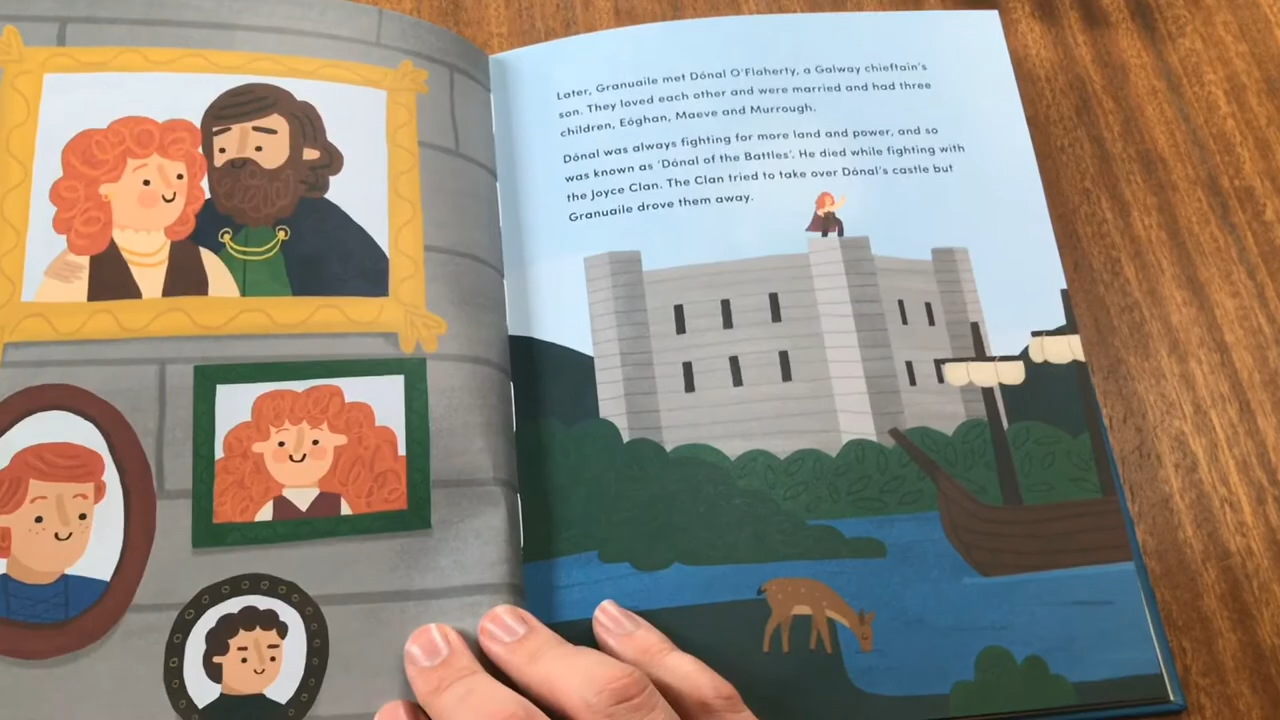 Later, Granuaile met Dónal O'Flaherty, a Galway chieftain's
son. They loved each other and were married and had three
children, Eóghan, Maeve and Murrough.
Dónal was always fighting for more land and power, and so
was known as 'Dónal of the Battles'. He died while fighting with
the Joyce Clan. The Clan tried to take over Dónal's castle but
Granuaile drove them away.